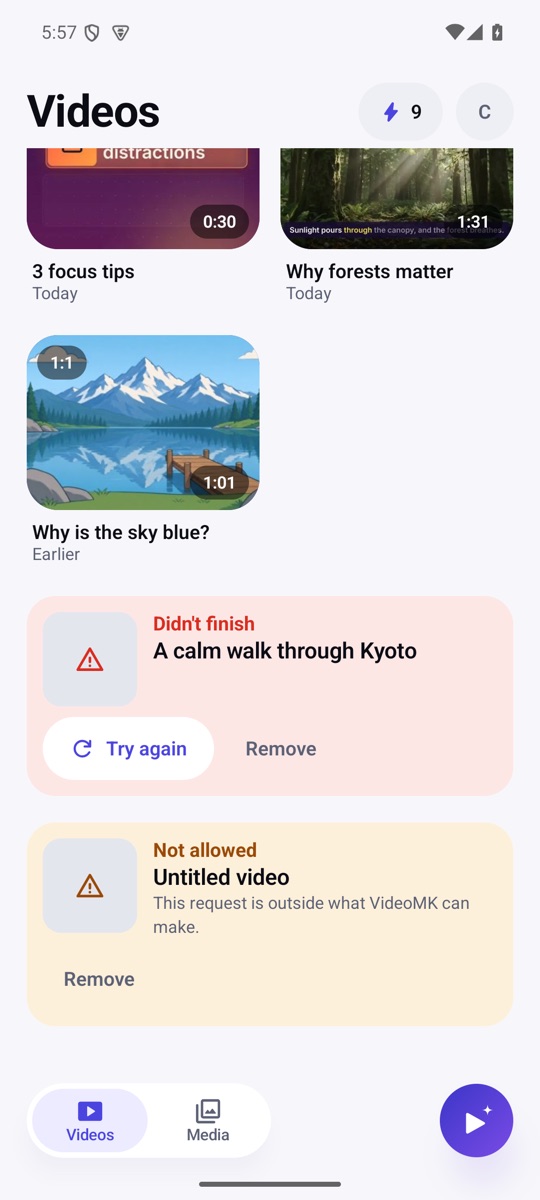 5:57
Videos
9
C
distractions
0:30
Sunlight pours through the canopy, and the forest breathes.
1:31
3 focus tips
Today
Why forests matter
Today
1:1
1:01
Why is the sky blue?
Earlier
Didn't finish
A calm walk through Kyoto
Try again
Remove
Not allowed
Untitled video
This request is outside what VideoMK can
make.
Remove
Videos
Media